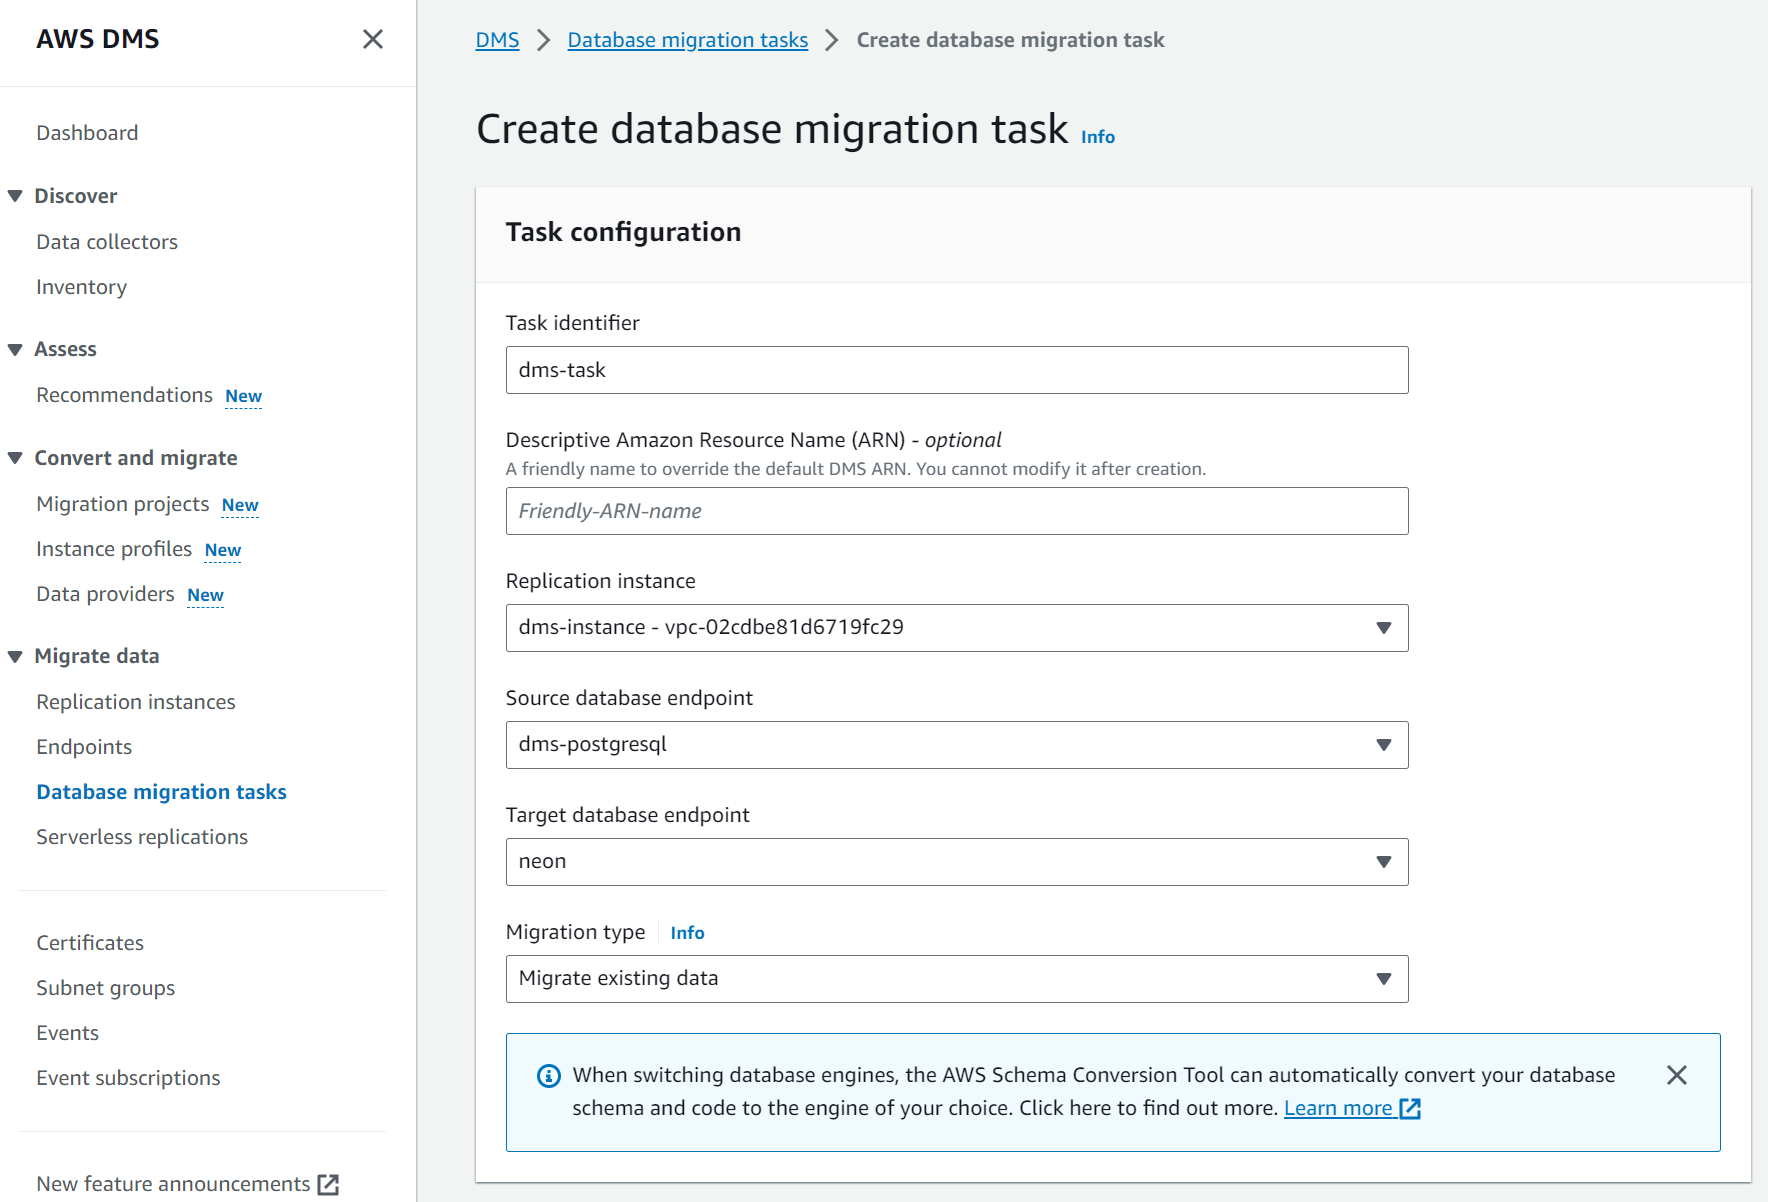 AWS DMS
Dashboard
Discover
Data collectors
Inventory
Assess
Recommendations New
Convert and migrate
Migration projects New
Instance profiles New
Data providers New
Migrate data
Replication instances
Endpoints
Database migration tasks
Serverless replications
Certificates
Subnet groups
Events
Event subscriptions
New feature announcements
DMS > Database migration tasks > Create database migration task
Create database migration task Info
Task configuration
Task identifier
dms-task
Descriptive Amazon Resource Name (ARN) - optional
A friendly name to override the default DMS ARN. You cannot modify it after creation.
Friendly-ARN-name
Replication instance
dms-instance - vpc-02cdbe81d6719fc29
Source database endpoint
dms-postgresql
Target database endpoint
neon
Migration type Info
Migrate existing data
When switching database engines, the AWS Schema Conversion Tool can automatically convert your database
schema and code to the engine of your choice. Click here to find out more. Learn more